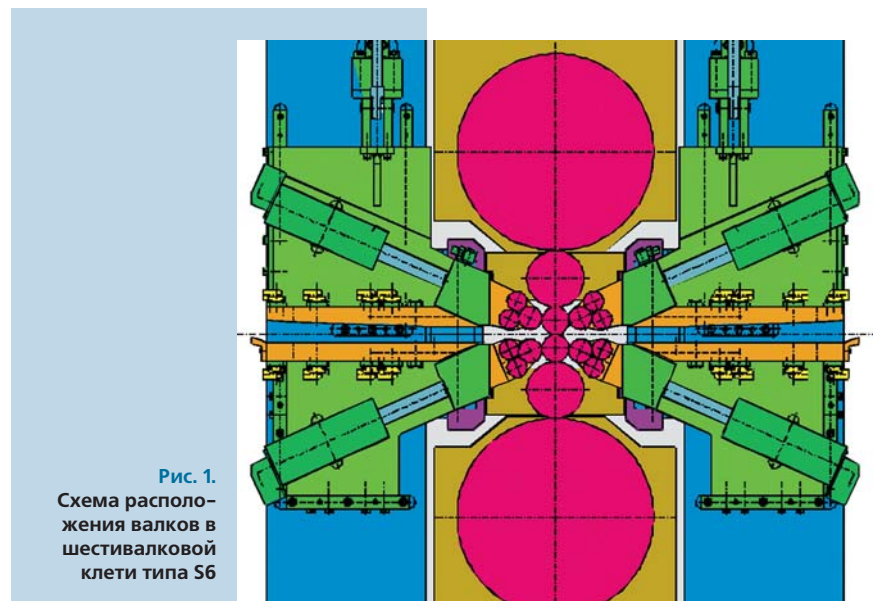 Рис. 1.
Схема располо-
жения валков в
шестивалковой
клети типа S6